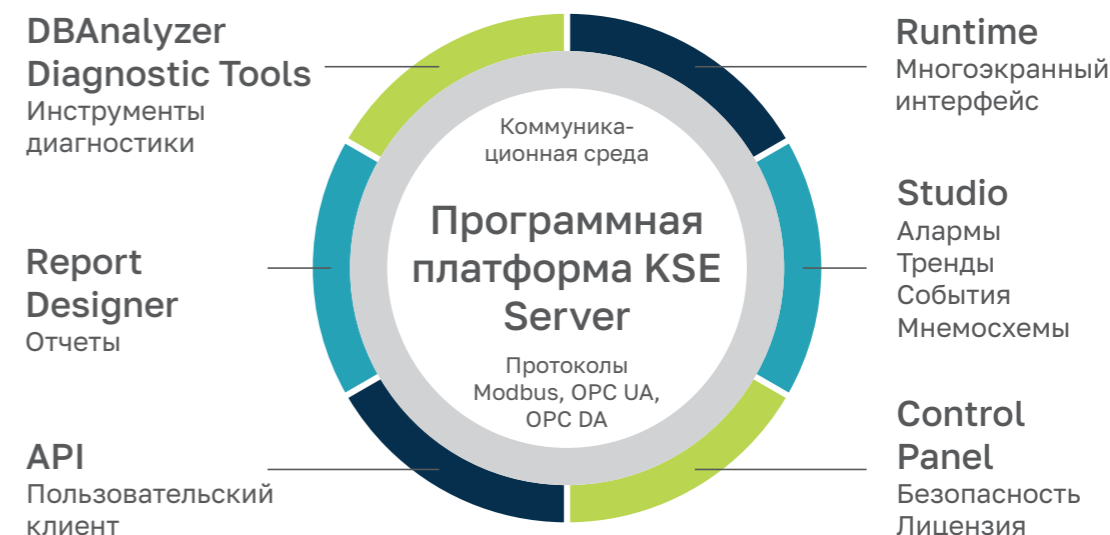 DBAnalyzer
Diagnostic Tools
Инструменты
диагностики
Report
Designer
Отчеты
API
Пользовательский
клиент
Коммуника-
ционная среда
Программная
платформа KSE
Server
Протоколы
Modbus, OPC UA,
OPC DA
Runtime
Многоэкранный
интерфейс
Studio
Алармы
Тренды
События
Мнемосхемы
Control
Panel
Безопасность
Лицензия